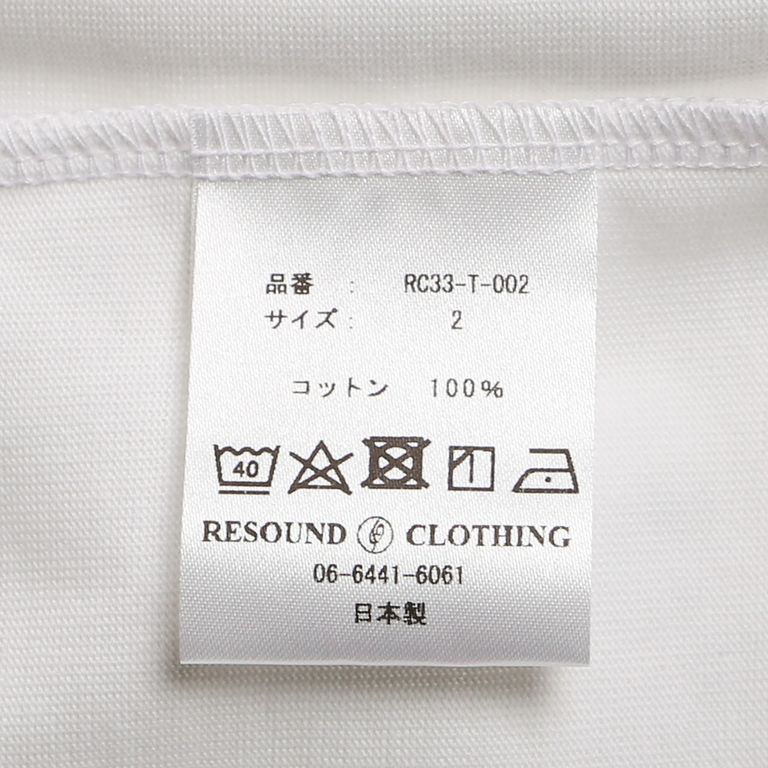 品番 : RC33-T-002
サイズ : 2
コットン 100%
40
RESOUND CLOTHING
06-6441-6061
日本製